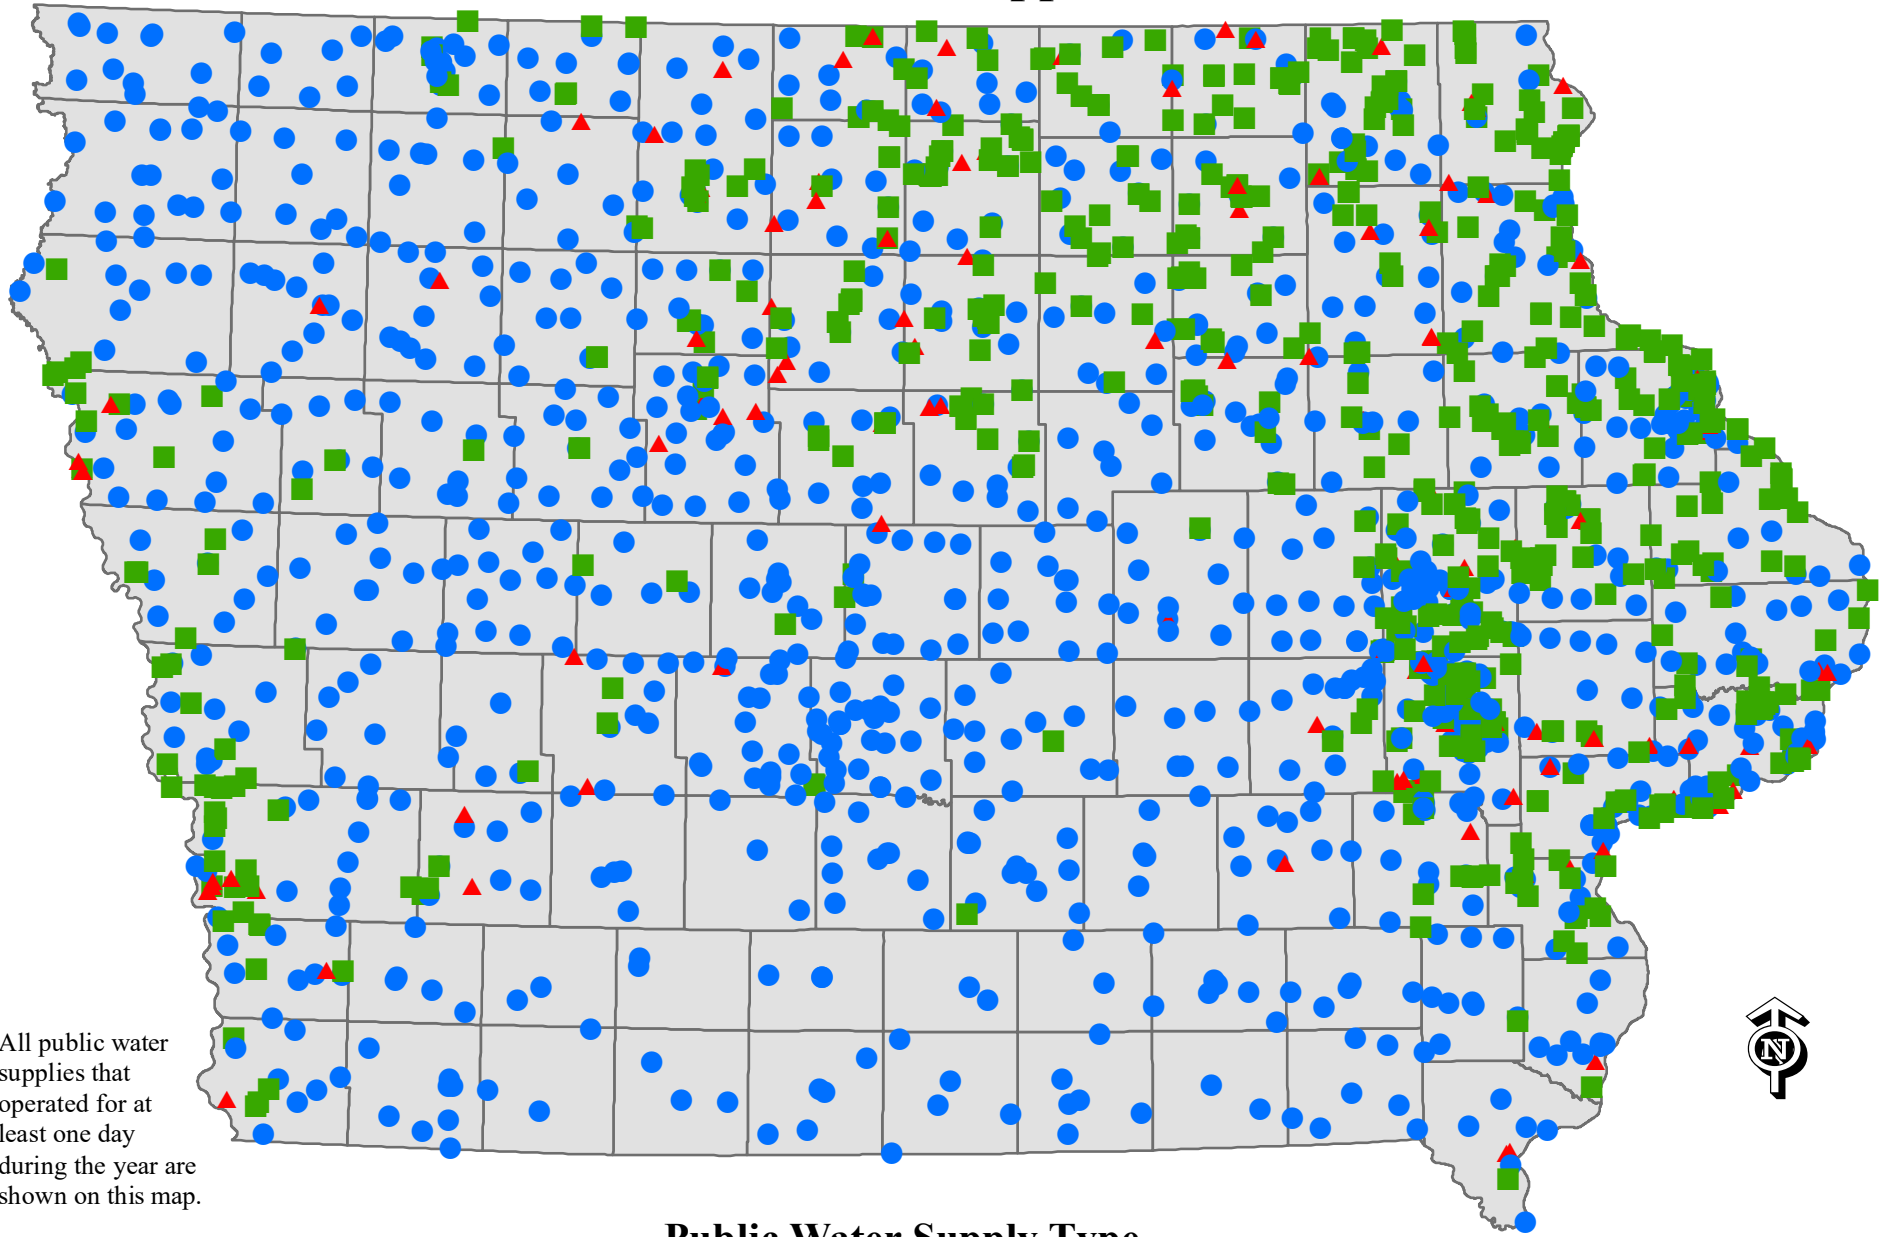 All public water
supplies that
operated for at
least one day
during the year are
shown on this map.
N
Public Water Supply Type